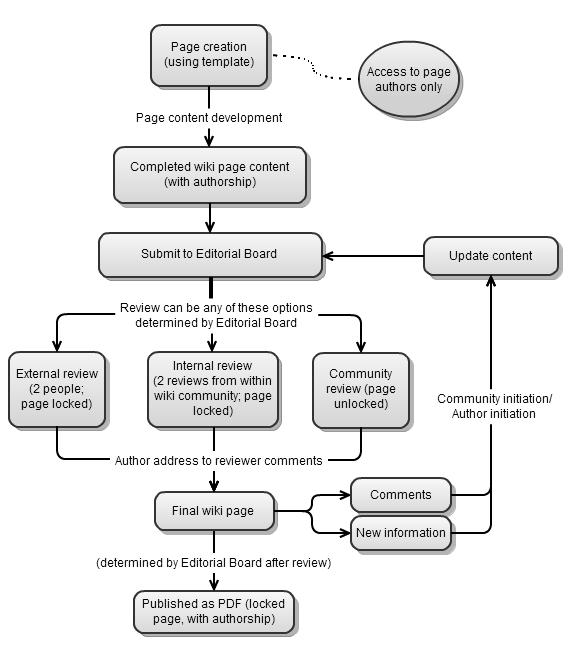 Page creation
(using template)
Access to page
authors only
Page content development
Completed wiki page content
(with authorship)
Submit to Editorial Board
Update content
Review can be any of these options
determined by Editorial Board
External review
(2 people;
page locked)
Internal review
(2 reviews from within
wiki community; page
locked)
Community
review (page
unlocked)
Community initiation/
Author initiation
Author address to reviewer comments
Final wiki page
Comments
New information
(determined by Editorial Board after review)
Published as PDF (locked
page, with authorship)